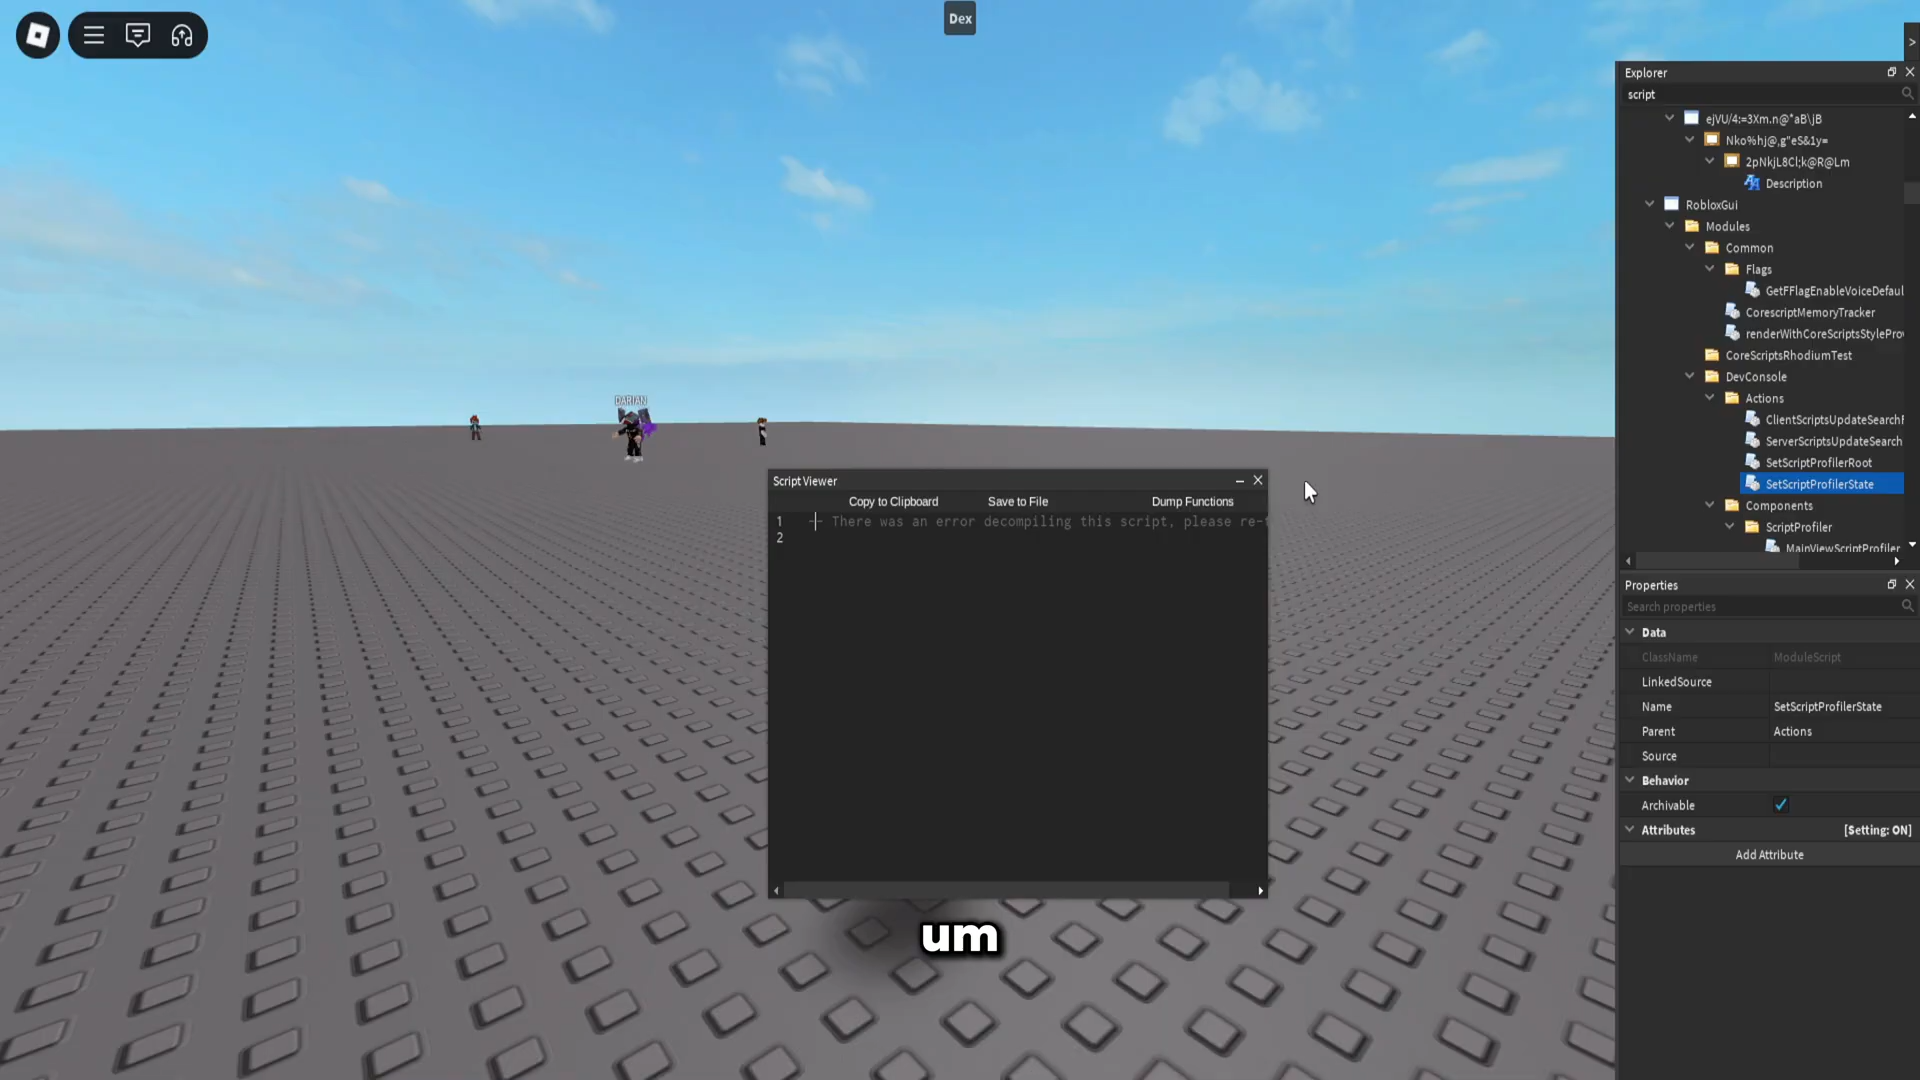 Dex
>
Explorer
script
ejVU/4:=3Xm.n@*aB\jB
Nko%hj@,g"eS&1y=
2pNkjL8Cl;k@R@Lm
Description
RobloxGui
Modules
Common
Flags
GetFFlagEnableVoiceDefaul
CorescriptMemoryTracker
renderWithCoreScriptsStylePro
CoreScriptsRhodiumTest
DevConsole
Actions
ClientScriptsUpdateSearch
ServerScriptsUpdateSearch
SetScriptProfilerRoot
SetScriptProfilerState
Components
ScriptProfiler
MainViewScriptProfiler
DARIAN
Script Viewer
Copy to Clipboard Save to File Dump Functions
1 -- There was an error decompiling this script, please re-t
2
um
Properties
Search properties
Data
ClassName ModuleScript
LinkedSource
Name SetScriptProfilerState
Parent Actions
Source
Behavior
Archivable
Attributes [Setting: ON]
Add Attribute